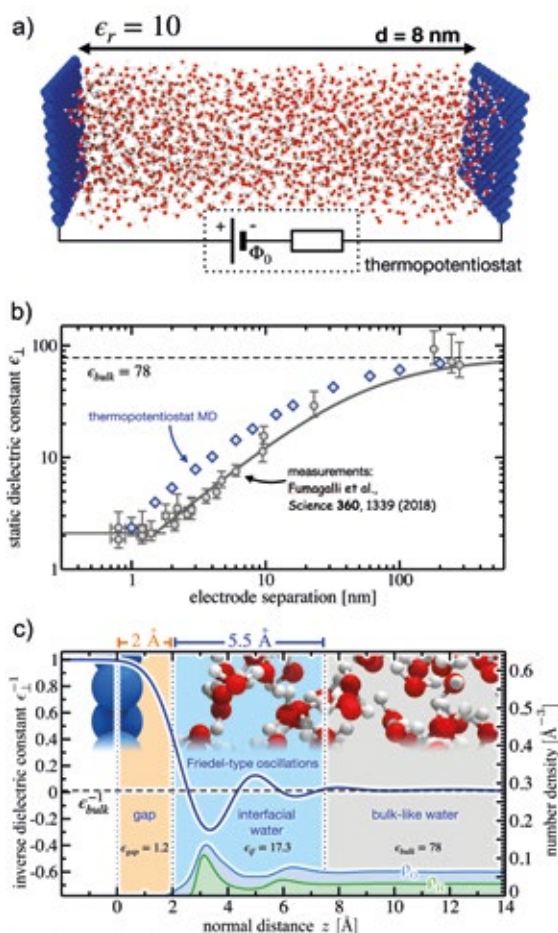 a)
ϵr = 10
d = 8 nm
+
-
Φ0
thermopotentiostat
b)
static dielectric constant ϵ⊥
100
10
1
ϵbulk = 78
thermopotentiostat MD
measurements:
Fumagalli et al.,
Science 360, 1339 (2018)
1
10
100
electrode separation [nm]
c)
2 Å
5.5 Å
inverse dielectric constant ϵ⊥⁻¹
1
0.8
0.6
0.4
0.2
0
-0.2
-0.4
-0.6
ϵ⁻¹bulk
Friedel-type oscillations
gap
interfacial
water
bulk-like water
ϵgap = 1.2
ϵif = 17.3
ϵbulk = 78
ρO
ρH
0.6
0.5
0.4
0.3
0.2
0.1
0
number density [Å⁻³]
0
2
4
6
8
10
12
14
normal distance z [Å]